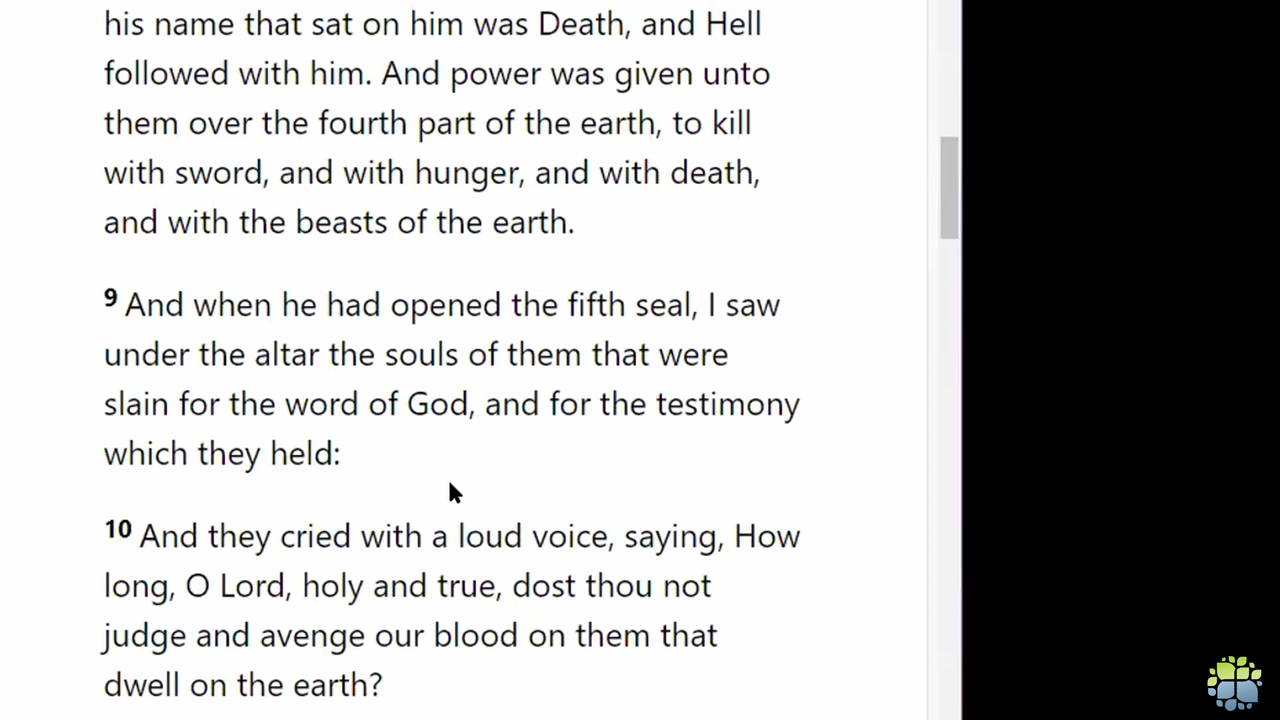 his name that sat on him was Death, and Hell
followed with him. And power was given unto
them over the fourth part of the earth, to kill
with sword, and with hunger, and with death,
and with the beasts of the earth.
9 And when he had opened the fifth seal, I saw
under the altar the souls of them that were
slain for the word of God, and for the testimony
which they held:
10 And they cried with a loud voice, saying, How
long, O Lord, holy and true, dost thou not
judge and avenge our blood on them that
dwell on the earth?